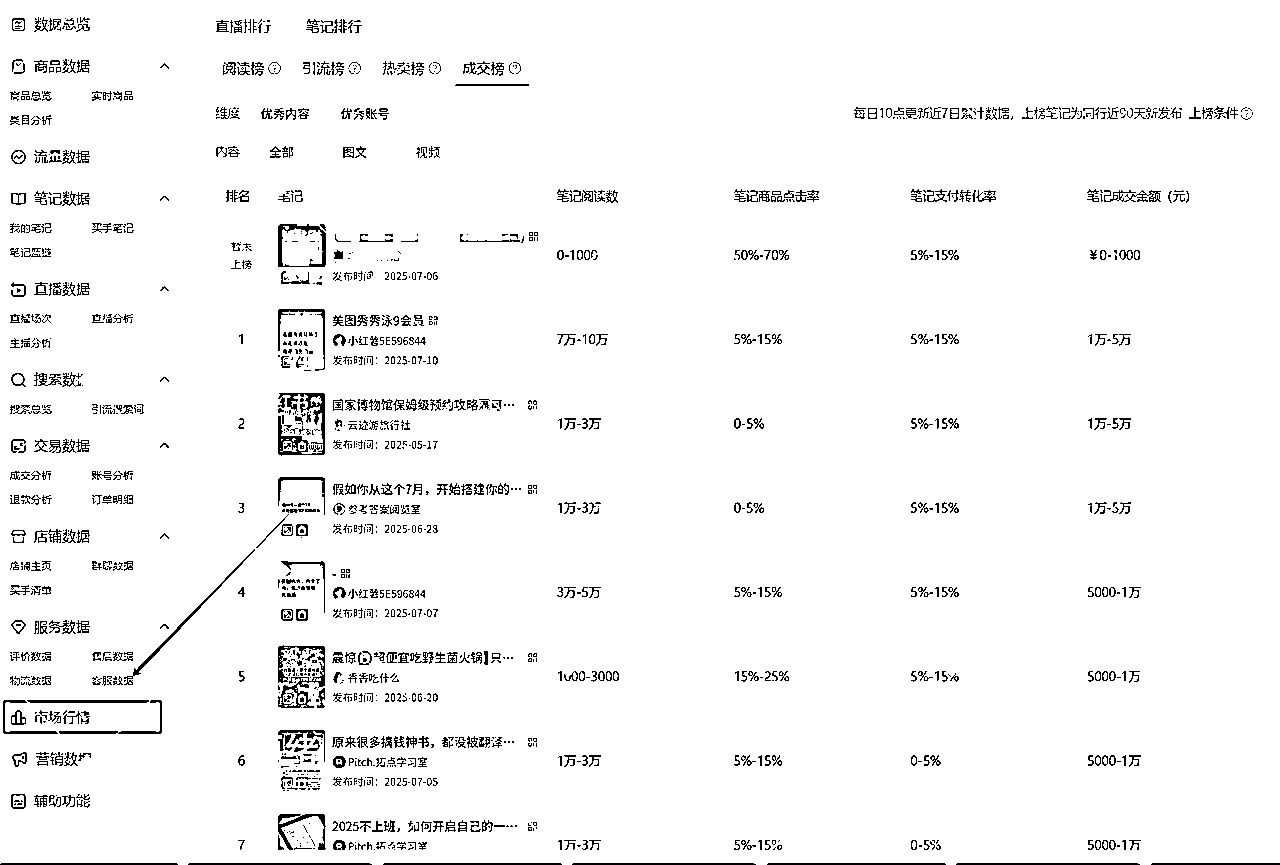 数据总览
商品数据
商品总览 实时商品
类目分析
流量数据
笔记数据
我的笔记 买手笔记
笔记蓝链
直播数据
直播场次 直播分析
主播分析
搜索数据
搜索总览 引流搜索词
交易数据
成交分析 账号分析
退款分析 订单明细
店铺数据
店铺主页 群聊数据
买手清单
服务数据
评价数据 售后数据
物流数据 客服数据
市场行情
营销数据
辅助功能
直播排行 笔记排行
阅读榜 引流榜 热卖榜 成交榜
维度 优秀内容 优秀账号
每日10点更新近7日累计数据，上榜笔记为同行近90天新发布 上榜条件
内容 全部 图文 视频
排名 笔记 笔记阅读数 笔记商品点击率 笔记支付转化率 笔记成交金额（元）
暂未
上榜
发布时间 2025-07-06
0-1000 50%-70% 5%-15% ￥0-1000
1 美图秀秀泳9会员
小红薯5E596844
发布时间：2025-07-10
7万-10万 5%-15% 5%-15% 1万-5万
2 国家博物馆保姆级预约攻略 可…
云迹游旅行社
发布时间：2025-05-17
1万-3万 0-5% 5%-15% 1万-5万
3 假如你从这个7月，开始搭建你的…
参考答案阅览室
发布时间：2025-06-28
1万-3万 0-5% 5%-15% 1万-5万
4 -
小红薯5E596844
发布时间：2025-07-07
3万-5万 5%-15% 5%-15% 5000-1万
5 震惊 超便宜吃野生菌火锅】只…
香香吃什么
发布时间：2025-06-20
1000-3000 15%-25% 5%-15% 5000-1万
6 原来很多搞钱神书，都没被翻译…
Pitch.拓点学习室
发布时间：2025-07-05
1万-3万 5%-15% 0-5% 5000-1万
7 2025不上班，如何开启自己的一…
Pitch.拓点学习室
1万-3万 5%-15% 0-5% 5000-1万